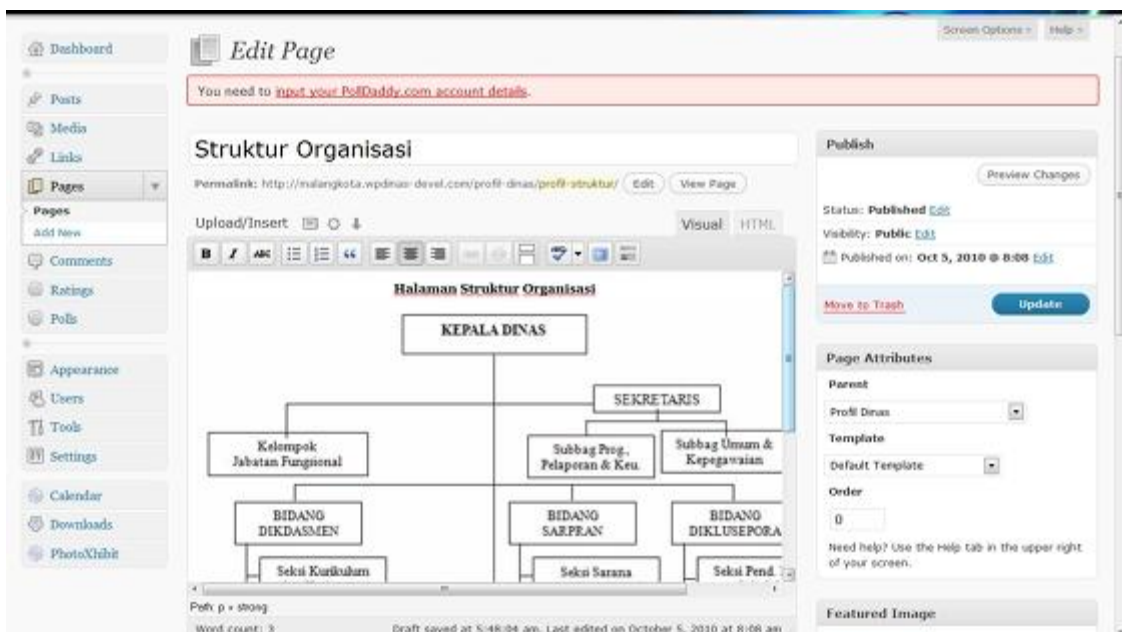 Screen Options
Help
Dashboard
Edit Page
You need to input your PollDaddy.com account details.
Posts
Media
Links
Pages
Pages
Add New
Comments
Ratings
Polls
Appearance
Users
Tools
Settings
Calendar
Downloads
PhotoXhibit
Struktur Organisasi
Permalink: http://malangkota.wpdinas-devel.com/profil-dinas/profil-struktur/ Edit View Page
Upload/Insert
Visual HTML
B I ABC
Halaman Struktur Organisasi
KEPALA DINAS
SEKRETARIS
Kelompok
Jabatan Fungiional
Subbag Prog.,
Pelaporan & Keu.
Subbag Umum &
Kepegawaian
BIDANG
DIKDASMEN
BIDANG
SARPRAN
BIDANG
DIKLUSEPORA
Seksi Kurikulum
Seksi Sarana
Seksi Pend.
Path: p » strong
Word count: 3
Draft saved at 5:48:04 am. Last edited on October 5, 2010 at 8:08 am
Publish
Preview Changes
Status: Published Edit
Visibility: Public Edit
Published on: Oct 5, 2010 @ 8:08 Edit
Move to Trash
Update
Page Attributes
Parent
Profil Dinas
Template
Default Template
Order
0
Need help? Use the Help tab in the upper right
of your screen.
Featured Image